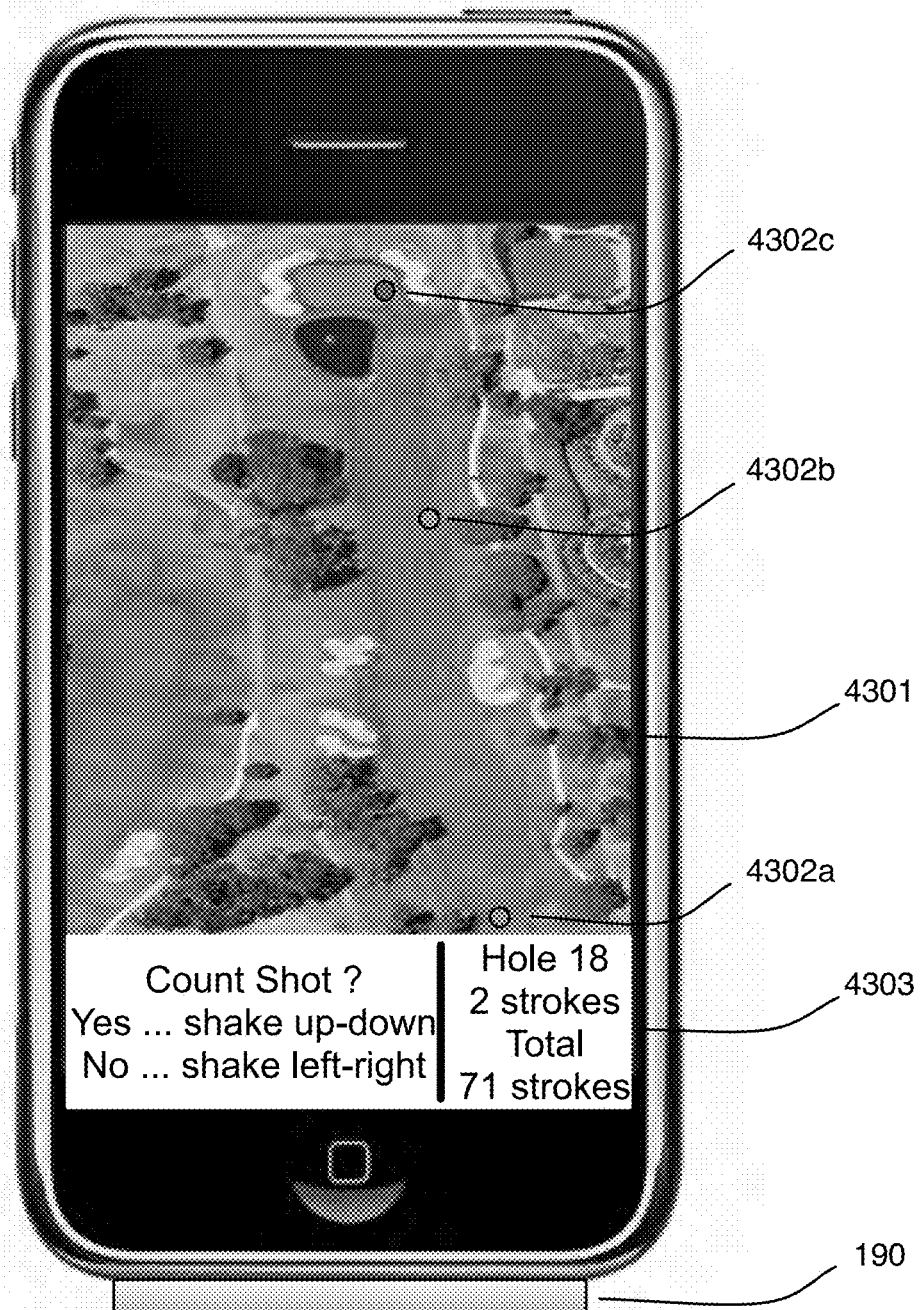 4302c
4302b
4301
4302a
Count Shot ?
Yes ... shake up-down
No ... shake left-right
Hole 18
2 strokes
Total
71 strokes
4303
190